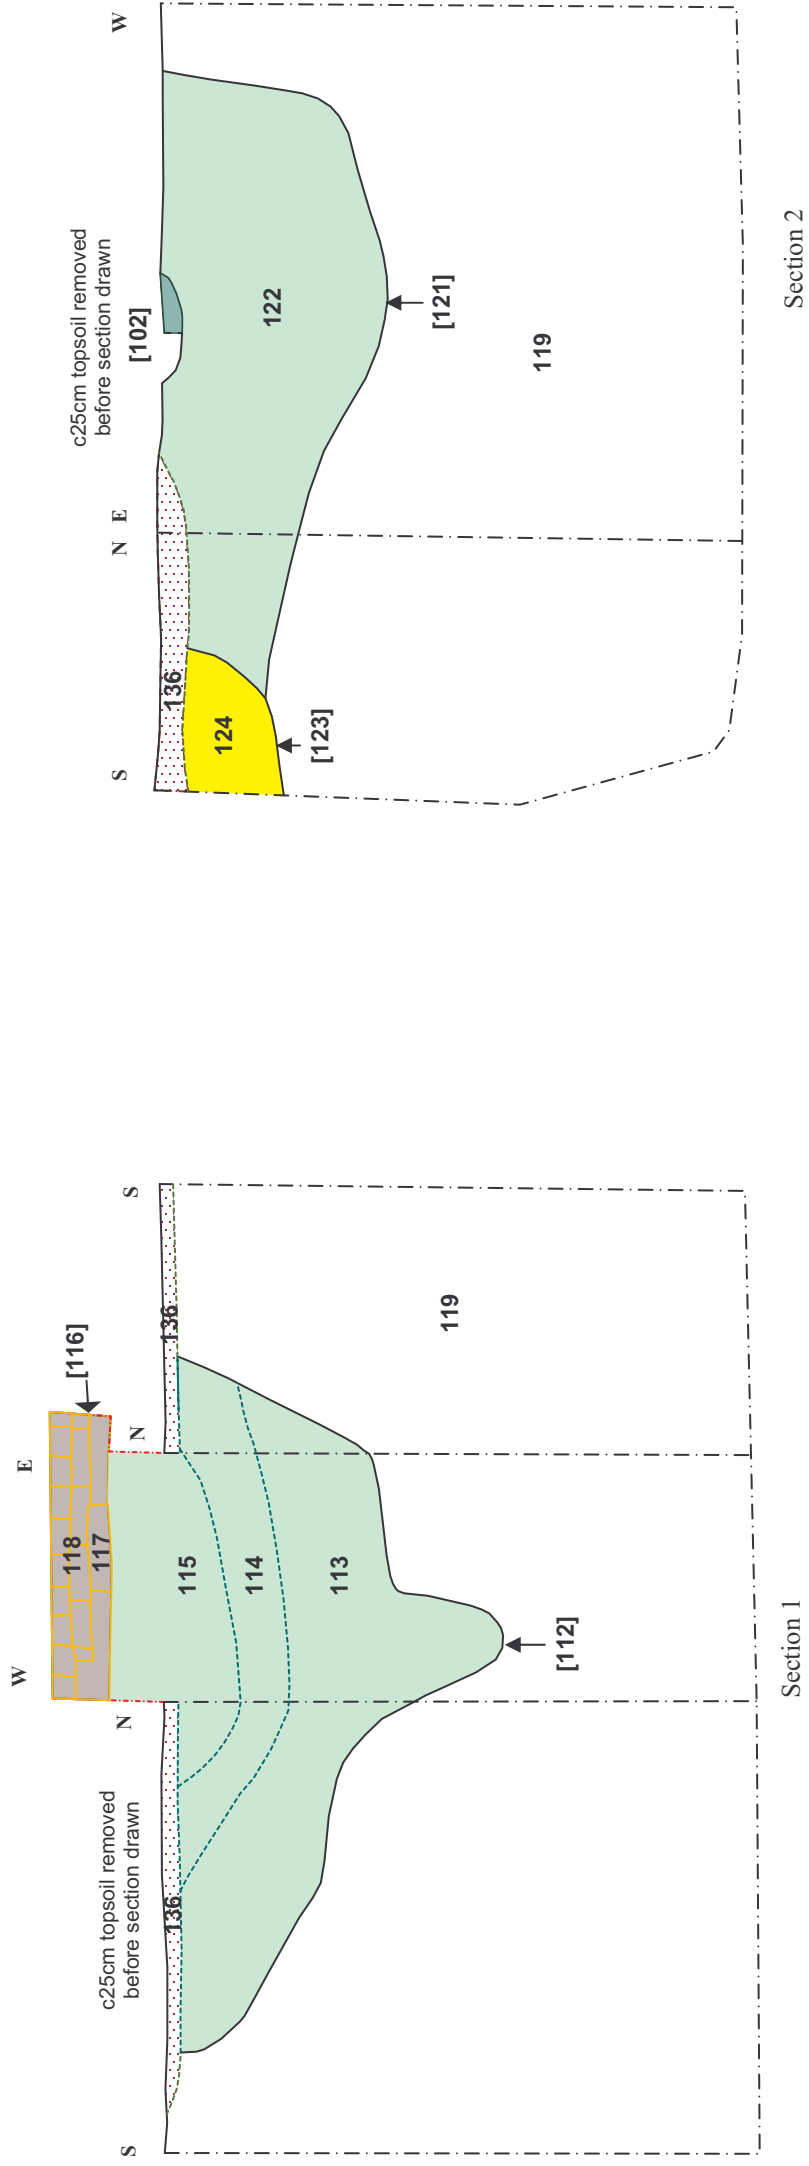 S
W
E
S
N
N
c25cm topsoil removed
before section drawn
136
118
117
[116]
136
115
114
113
119
[112]
Section 1
S
N
E
W
c25cm topsoil removed
before section drawn
[102]
136
124
122
[123]
[121]
119
Section 2